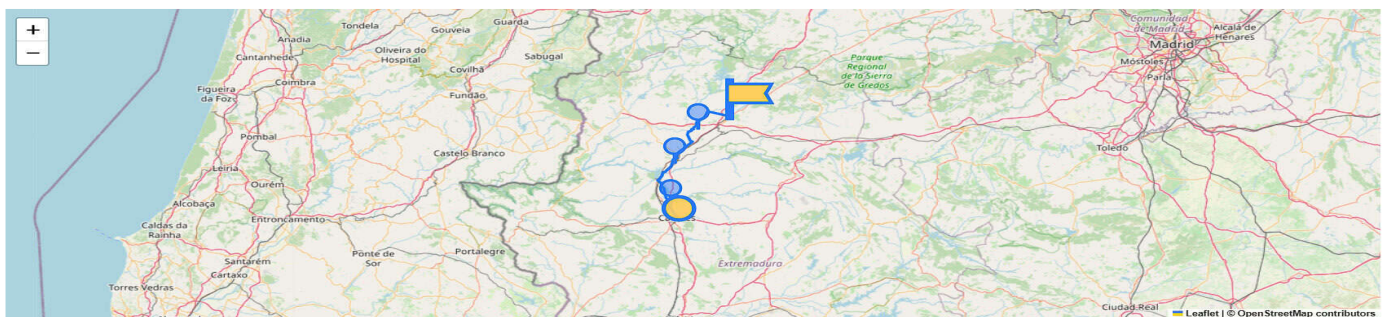 +
−
Tondela
Guarda
Gouveia
Anadia
Cantanhede
Oliveira do
Hospital
Sabugal
Covilhã
Coimbra
Figueira
da Foz
Fundão
Pombal
Castelo Branco
Leiria
Ourém
Alcobaça
Caldas da
Rainha
Entroncamento
Ponte de
Sor
Portalegre
Santarém
Cartaxo
Torres Vedras
Parque
Regional
de la Sierra
de Gredos
Comunidad
de Madrid
Alcalá de
Henares
Madrid
Móstoles
Parla
Toledo
Extremadura
Ciudad Real
Leaflet | © OpenStreetMap contributors